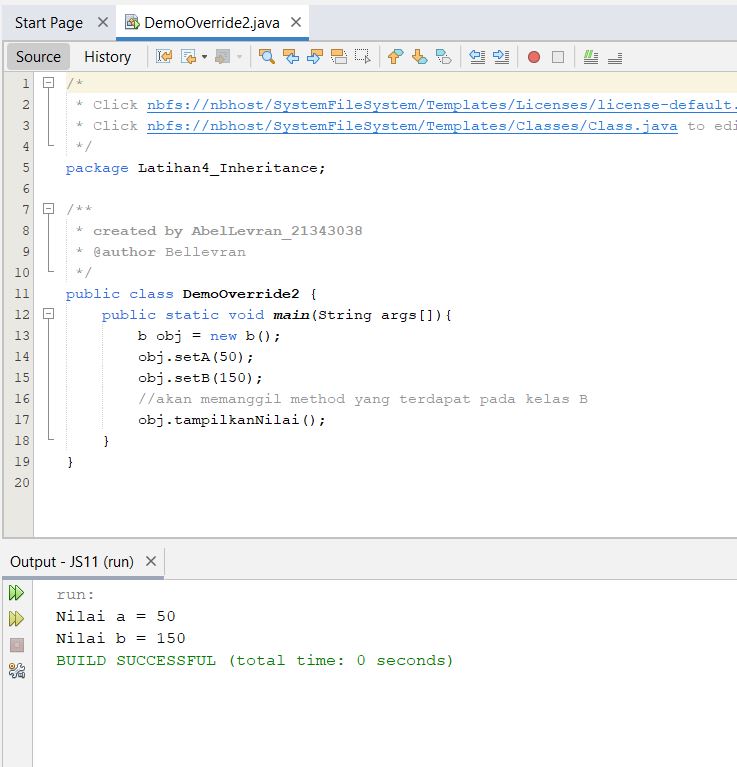 Start Page
DemoOverride2.java
Source History
1 /*
2 * Click nbfs://nbhost/SystemFileSystem/Templates/Licenses/license-default.
3 * Click nbfs://nbhost/SystemFileSystem/Templates/Classes/Class.java to edi
4 */
5 package Latihan4_Inheritance;
6
7 /**
8 * created by AbelLevran_21343038
9 * @author Bellevran
10 */
11 public class DemoOverride2 {
12 public static void main(String args[]){
13 b obj = new b();
14 obj.setA(50);
15 obj.setB(150);
16 //akan memanggil method yang terdapat pada kelas B
17 obj.tampilkanNilai();
18 }
19 }
20
Output - JS11 (run)
run:
Nilai a = 50
Nilai b = 150
BUILD SUCCESSFUL (total time: 0 seconds)